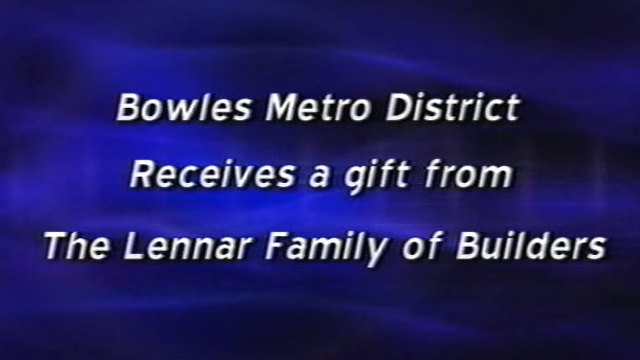 Bowles Metro District
Receives a gift from
The Lennar Family of Builders